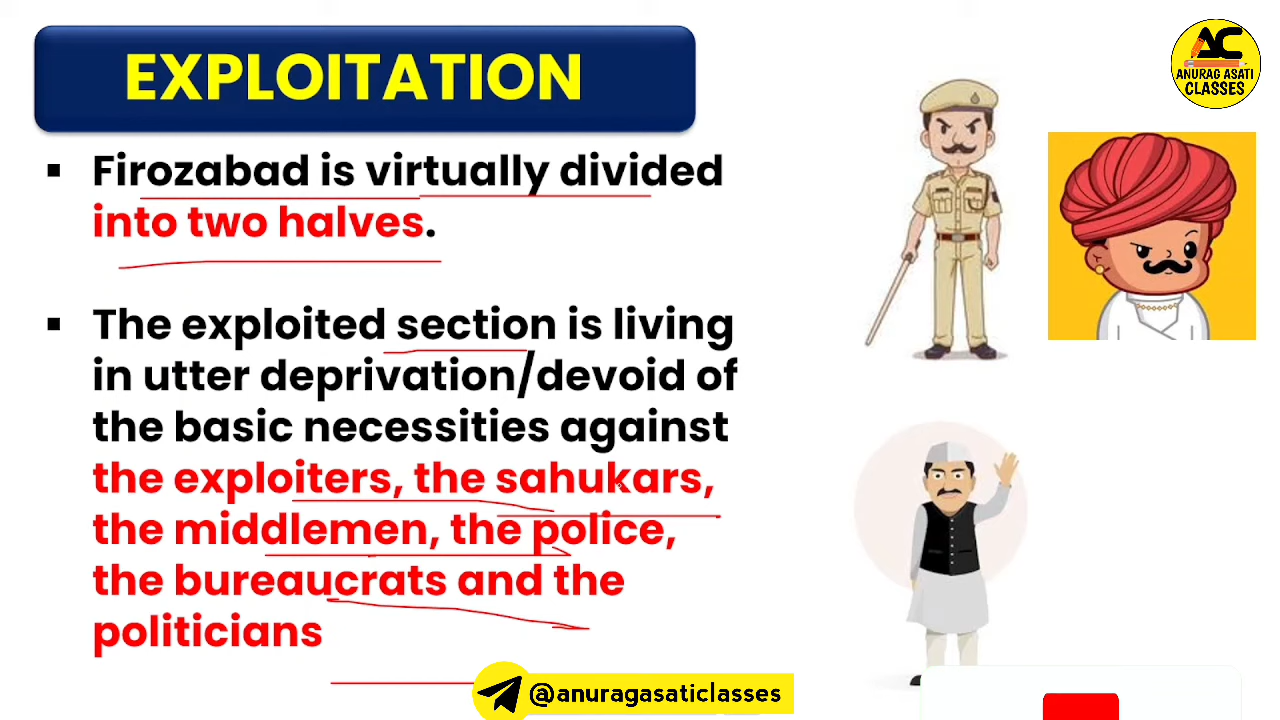 EXPLOITATION
AC
ANURAG ASATI
CLASSES
▪ Firozabad is virtually divided
into two halves.
▪ The exploited section is living
in utter deprivation/devoid of
the basic necessities against
the exploiters, the sahukars,
the middlemen, the police,
the bureaucrats and the
politicians
@anuragasaticlasses